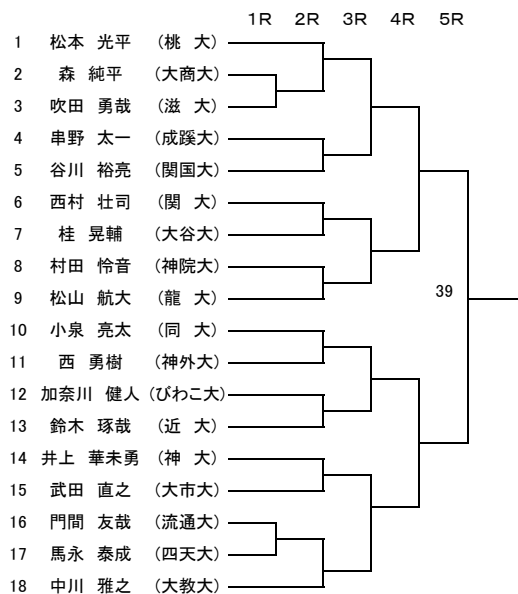 1R 2R 3R 4R 5R
1 松本 光平 (桃 大)
2 森 純平 (大商大)
3 吹田 勇哉 (滋 大)
4 串野 太一 (成蹊大)
5 谷川 裕亮 (関国大)
6 西村 壮司 (関 大)
7 桂 晃輔 (大谷大)
8 村田 怜音 (神院大)
9 松山 航大 (龍 大)
39
10 小泉 亮太 (同 大)
11 西 勇樹 (神外大)
12 加奈川 健人 (びわこ大)
13 鈴木 琢哉 (近 大)
14 井上 華未勇 (神 大)
15 武田 直之 (大市大)
16 門間 友哉 (流通大)
17 馬永 泰成 (四天大)
18 中川 雅之 (大教大)